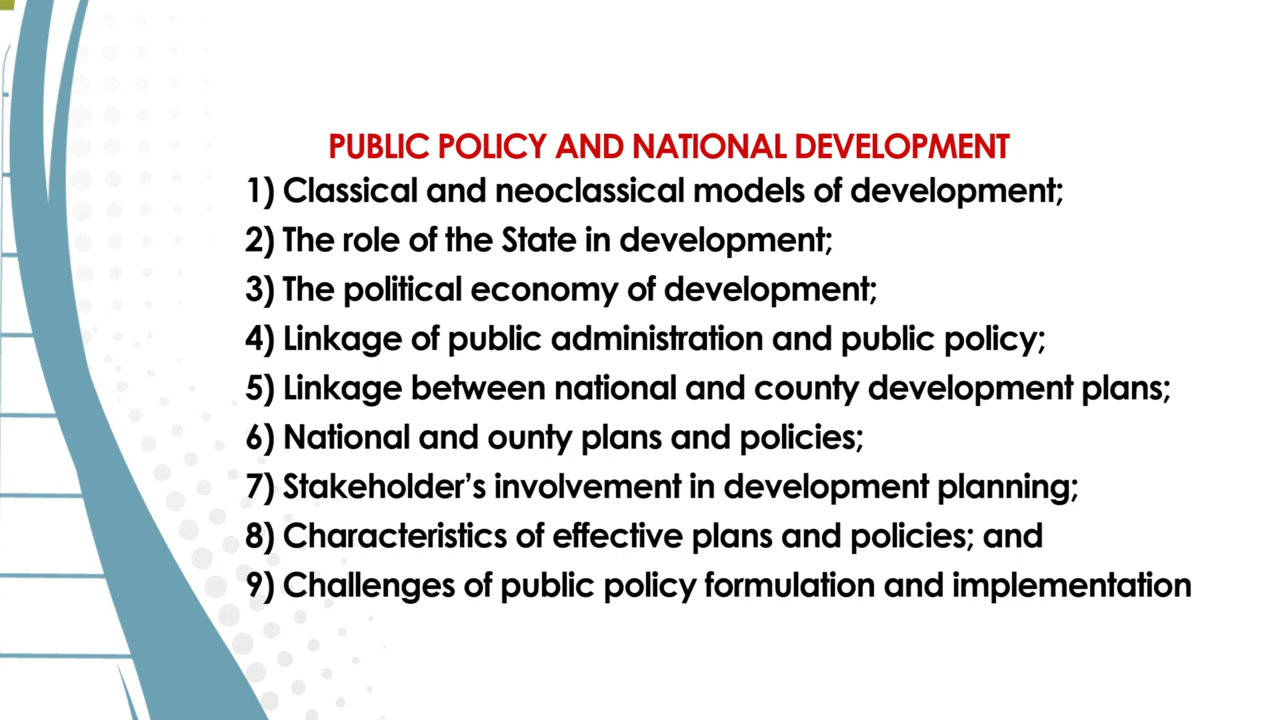 PUBLIC POLICY AND NATIONAL DEVELOPMENT
1) Classical and neoclassical models of development;
2) The role of the State in development;
3) The political economy of development;
4) Linkage of public administration and public policy;
5) Linkage between national and county development plans;
6) National and ounty plans and policies;
7) Stakeholder’s involvement in development planning;
8) Characteristics of effective plans and policies; and
9) Challenges of public policy formulation and implementation